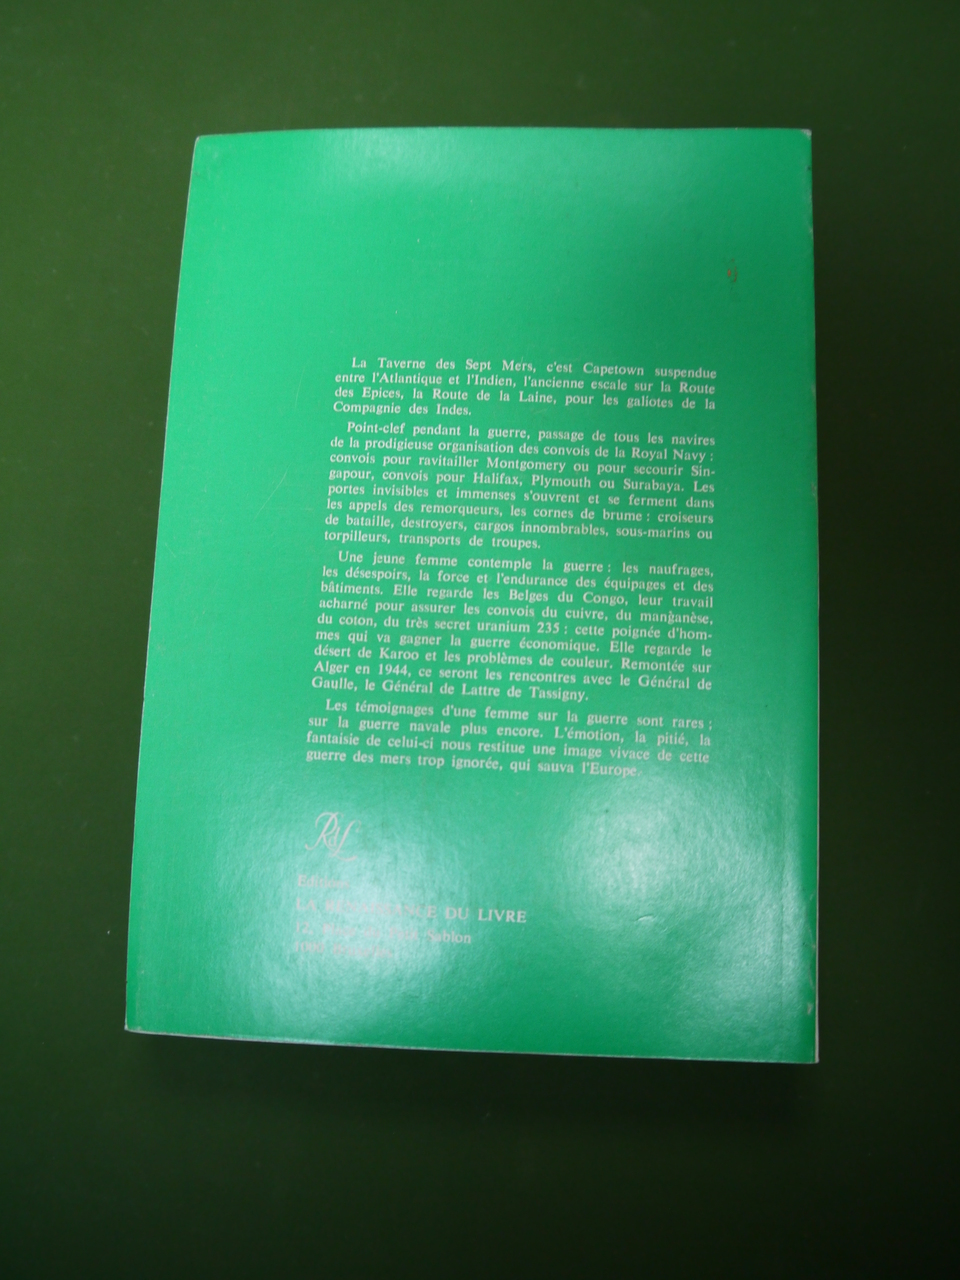 La Taverne des Sept Mers, c'est Capetown suspendue
entre l'Atlantique et l'Indien, l'ancienne escale sur la Route
des Epices, la Route de la Laine, pour les galiotes de la
Compagnie des Indes.
Point-clef pendant la guerre, passage de tous les navires
de la prodigieuse organisation des convois de la Royal Navy :
convois pour ravitailler Montgomery ou pour secourir Sin-
gapour, convois pour Halifax, Plymouth ou Surabaya. Les
portes invisibles et immenses s'ouvrent et se ferment dans
les appels des remorqueurs, les cornes de brume : croiseurs
de bataille, destroyers, cargos innombrables, sous-marins ou
torpilleurs, transports de troupes.
Une jeune femme contemple la guerre : les naufrages,
les désespoirs, la force et l'endurance des équipages et des
bâtiments. Elle regarde les Belges du Congo, leur travail
acharné pour assurer les convois du cuivre, du manganèse,
du coton, du très secret uranium 235 : cette poignée d'hom-
mes qui va gagner la guerre économique. Elle regarde le
désert de Karoo et les problèmes de couleur. Remontée sur
Alger en 1944, ce seront les rencontres avec le Général de
Gaulle, le Général de Lattre de Tassigny.
Les témoignages d'une femme sur la guerre sont rares ;
sur la guerre navale plus encore. L'émotion, la pitié, la
fantaisie de celui-ci nous restitue une image vivace de cette
guerre des mers trop ignorée, qui sauva l'Europe.
RdL
Editions
LA RENAISSANCE DU LIVRE
12, Place du Petit Sablon
1000